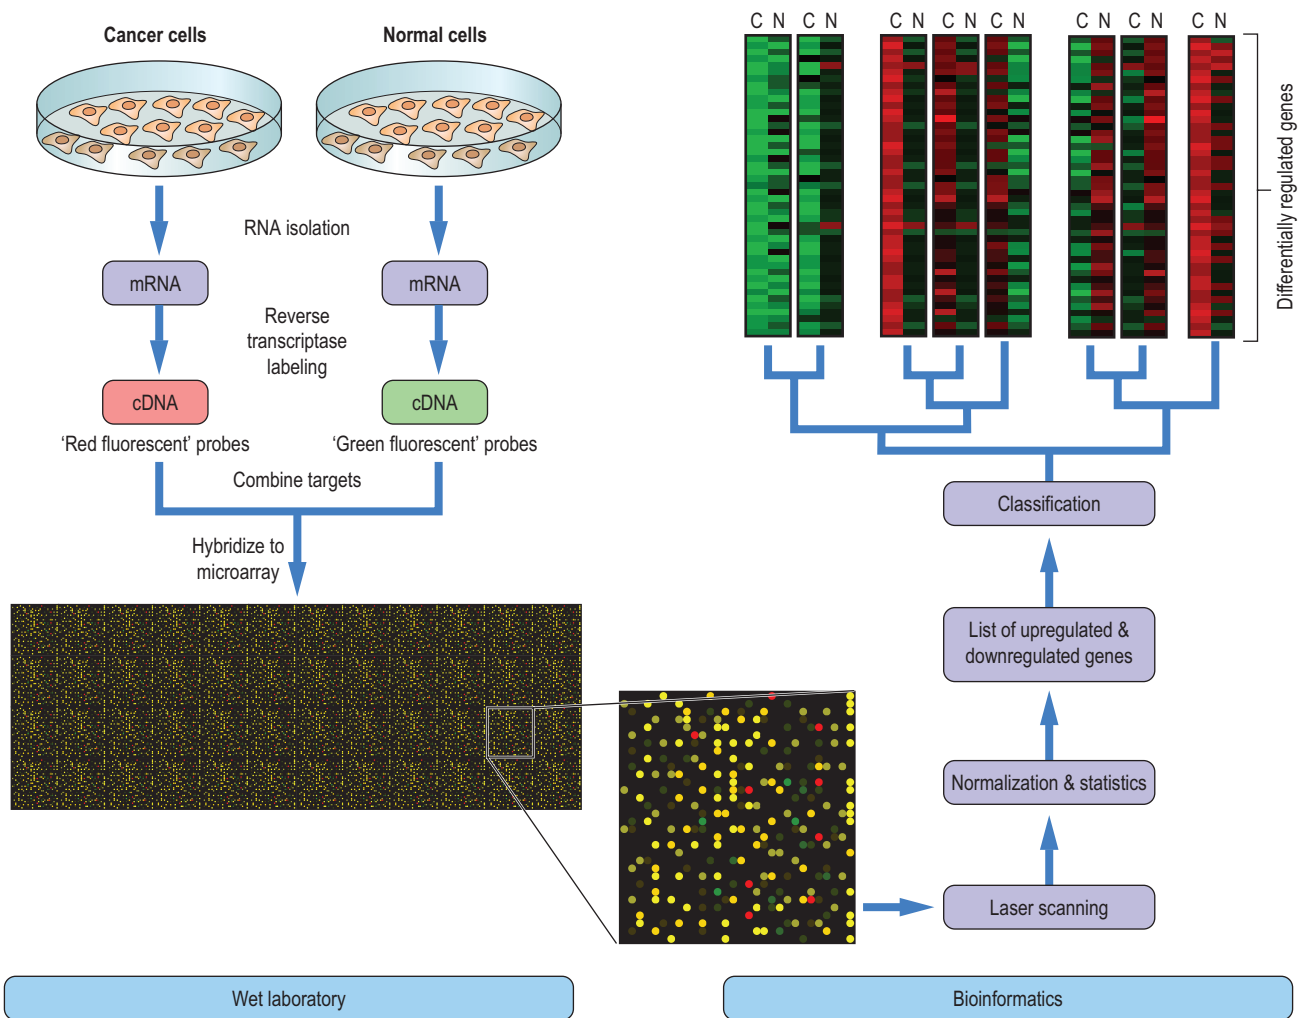 Cancer cells
Normal cells
RNA isolation
mRNA
mRNA
Reverse
transcriptase
labeling
cDNA
cDNA
‘Red fluorescent’ probes
‘Green fluorescent’ probes
Combine targets
Hybridize to
microarray
Wet laboratory
C N
C N
C N
C N
C N
C N
C N
C N
Differentially regulated genes
Classification
List of upregulated &
downregulated genes
Normalization & statistics
Laser scanning
Bioinformatics